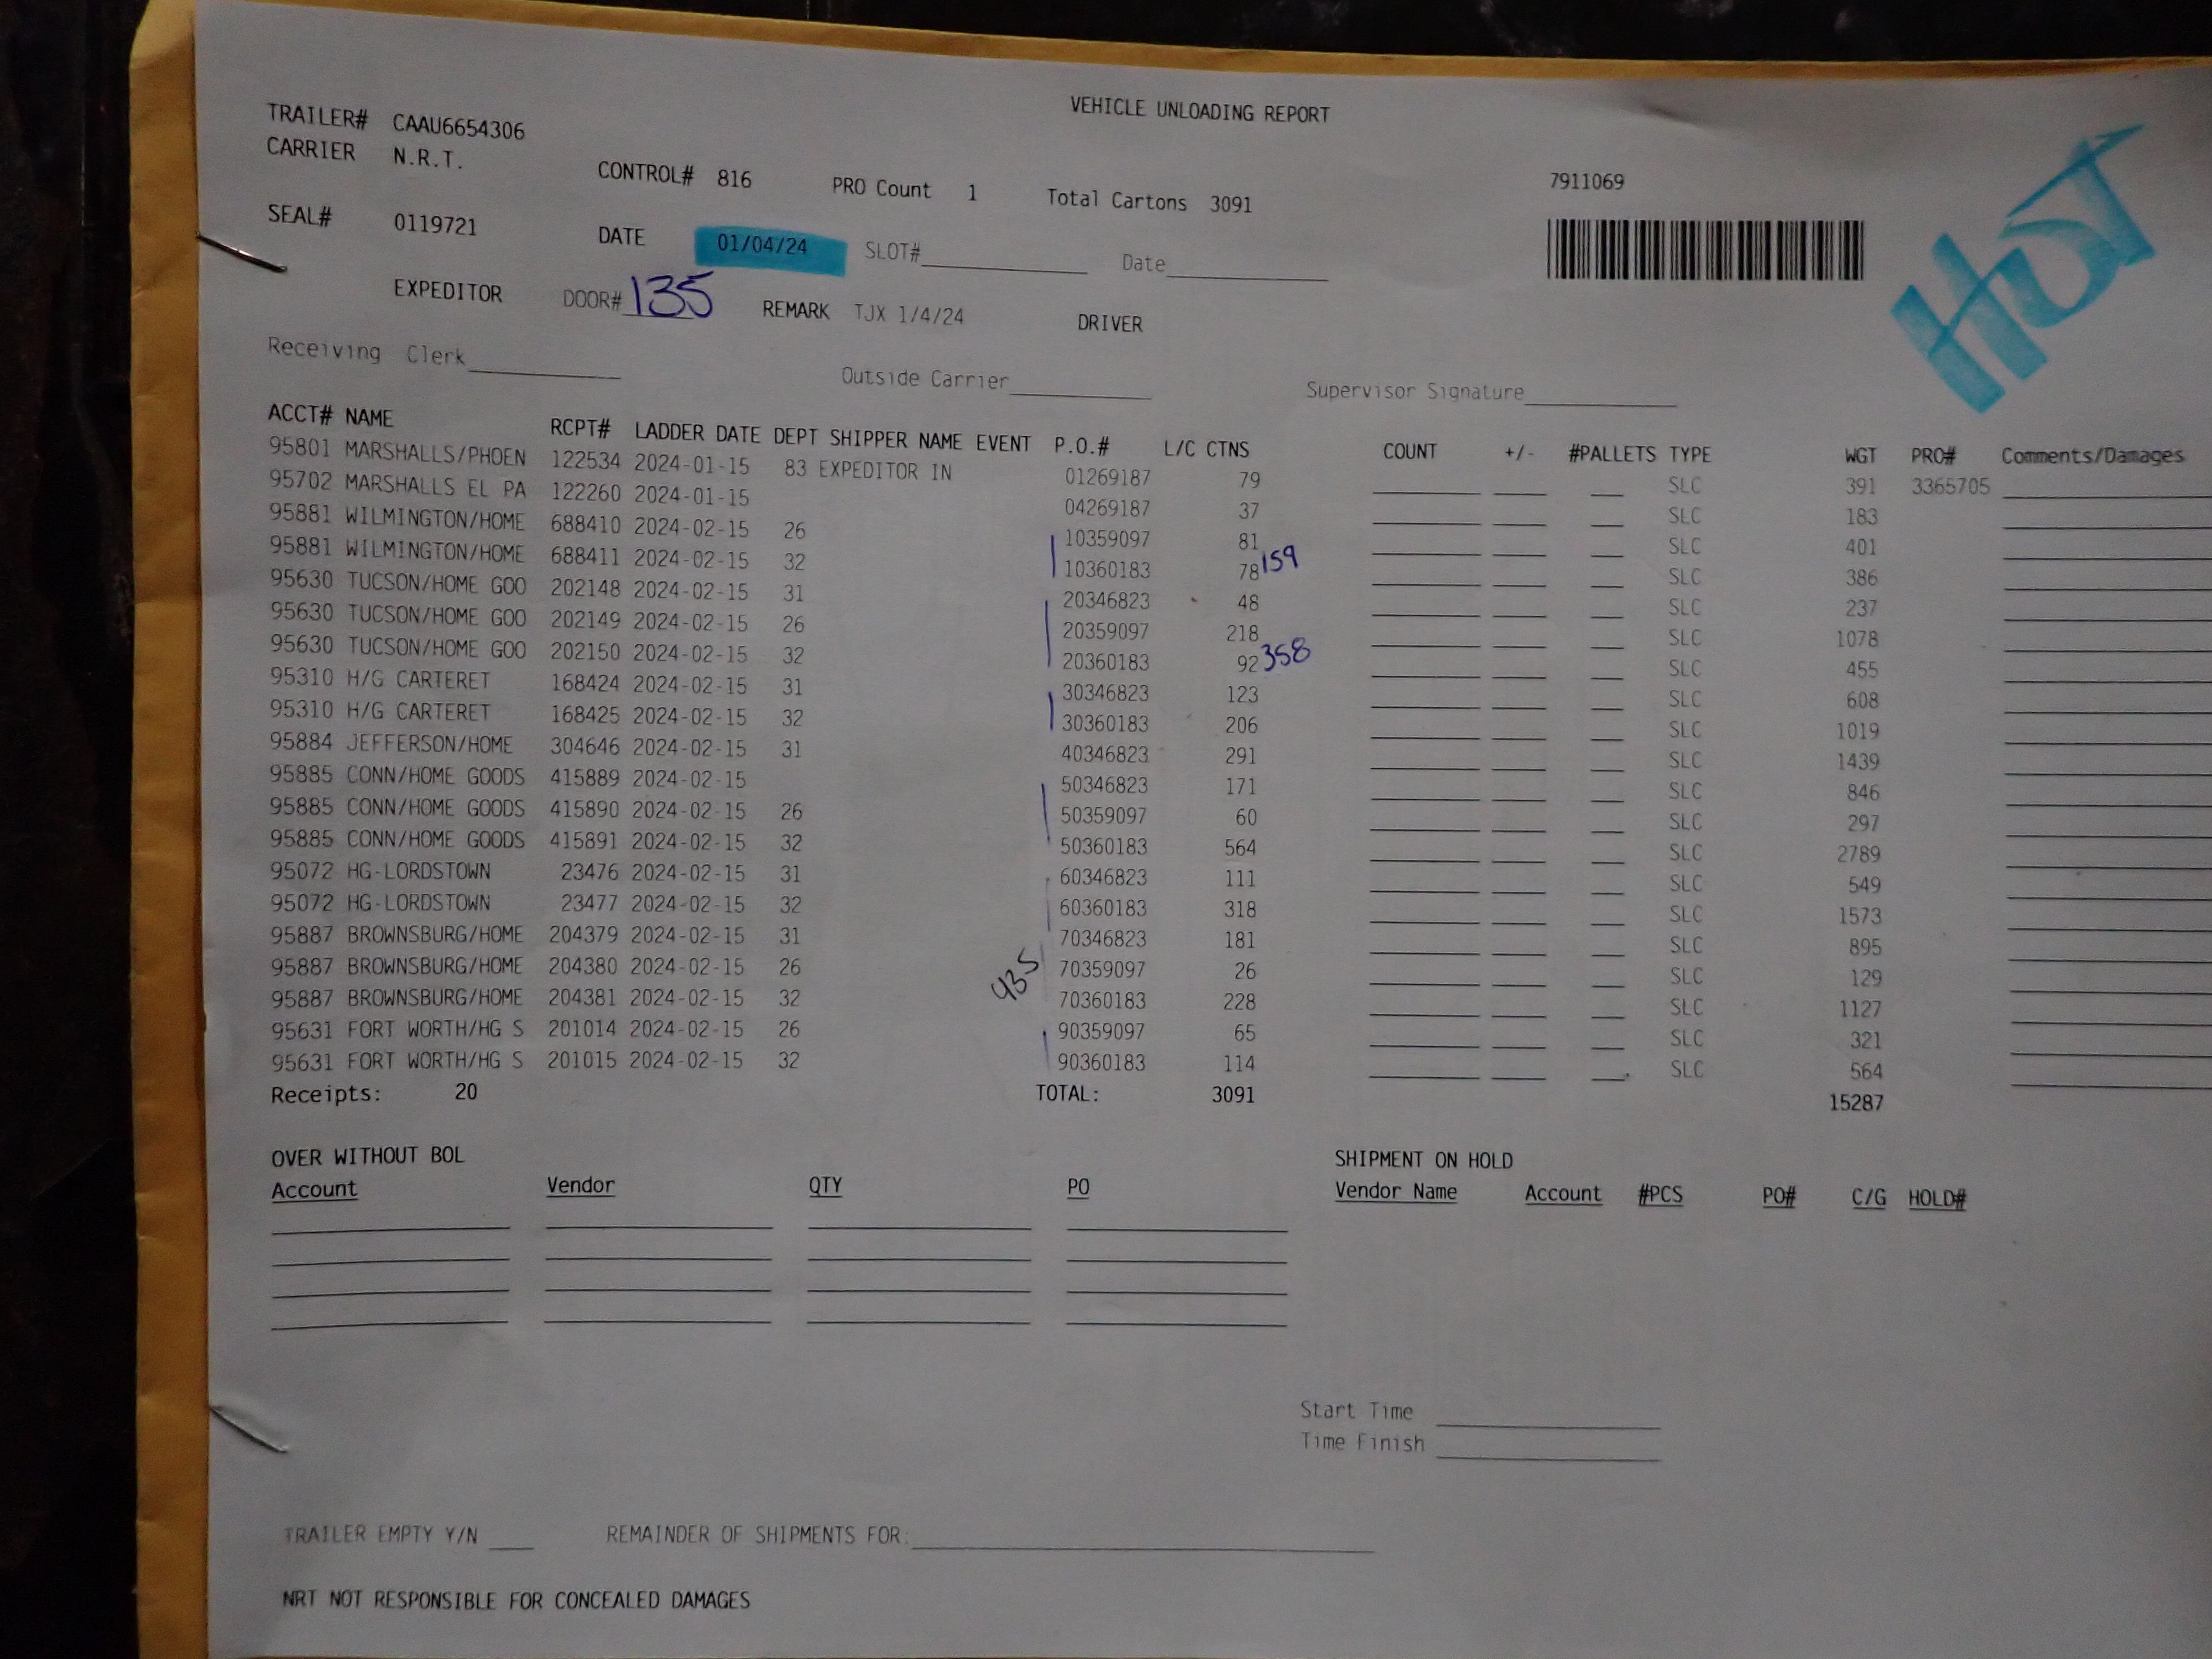 VEHICLE UNLOADING REPORT
TRAILER# CAAU6654306
CARRIER N.R.T.
CONTROL# 816 PRO Count 1 Total Cartons 3091
7911069
HOT
SEAL# 0119721 DATE 01/04/24 SLOT# Date
EXPEDITOR DOOR# 135 REMARK TJX 1/4/24 DRIVER
Receiving Clerk Outside Carrier Supervisor Signature
ACCT# NAME RCPT# LADDER DATE DEPT SHIPPER NAME EVENT P.O.# L/C CTNS COUNT +/- #PALLETS TYPE WGT PRO# Comments/Damages
95801 MARSHALLS/PHOEN 122534 2024-01-15 83 EXPEDITOR IN 01269187 79 SLC 391 3365705
95702 MARSHALLS EL PA 122260 2024-01-15 04269187 37 SLC 183
95881 WILMINGTON/HOME 688410 2024-02-15 26 10359097 81 SLC 401
95881 WILMINGTON/HOME 688411 2024-02-15 32 10360183 78 159 SLC 386
95630 TUCSON/HOME GOO 202148 2024-02-15 31 20346823 48 SLC 237
95630 TUCSON/HOME GOO 202149 2024-02-15 26 20359097 218 SLC 1078
95630 TUCSON/HOME GOO 202150 2024-02-15 32 20360183 92 358 SLC 455
95310 H/G CARTERET 168424 2024-02-15 31 30346823 123 SLC 608
95310 H/G CARTERET 168425 2024-02-15 32 30360183 206 SLC 1019
95884 JEFFERSON/HOME 304646 2024-02-15 31 40346823 291 SLC 1439
95885 CONN/HOME GOODS 415889 2024-02-15 50346823 171 SLC 846
95885 CONN/HOME GOODS 415890 2024-02-15 26 50359097 60 SLC 297
95885 CONN/HOME GOODS 415891 2024-02-15 32 50360183 564 SLC 2789
95072 HG-LORDSTOWN 23476 2024-02-15 31 60346823 111 SLC 549
95072 HG-LORDSTOWN 23477 2024-02-15 32 60360183 318 SLC 1573
95887 BROWNSBURG/HOME 204379 2024-02-15 31 70346823 181 SLC 895
95887 BROWNSBURG/HOME 204380 2024-02-15 26 435 70359097 26 SLC 129
95887 BROWNSBURG/HOME 204381 2024-02-15 32 70360183 228 SLC 1127
95631 FORT WORTH/HG S 201014 2024-02-15 26 90359097 65 SLC 321
95631 FORT WORTH/HG S 201015 2024-02-15 32 90360183 114 SLC 564
Receipts: 20 TOTAL: 3091 15287
OVER WITHOUT BOL SHIPMENT ON HOLD
Account Vendor QTY PO Vendor Name Account #PCS PO# C/G HOLD#
Start Time
Time Finish
TRAILER EMPTY Y/N REMAINDER OF SHIPMENTS FOR:
NRT NOT RESPONSIBLE FOR CONCEALED DAMAGES